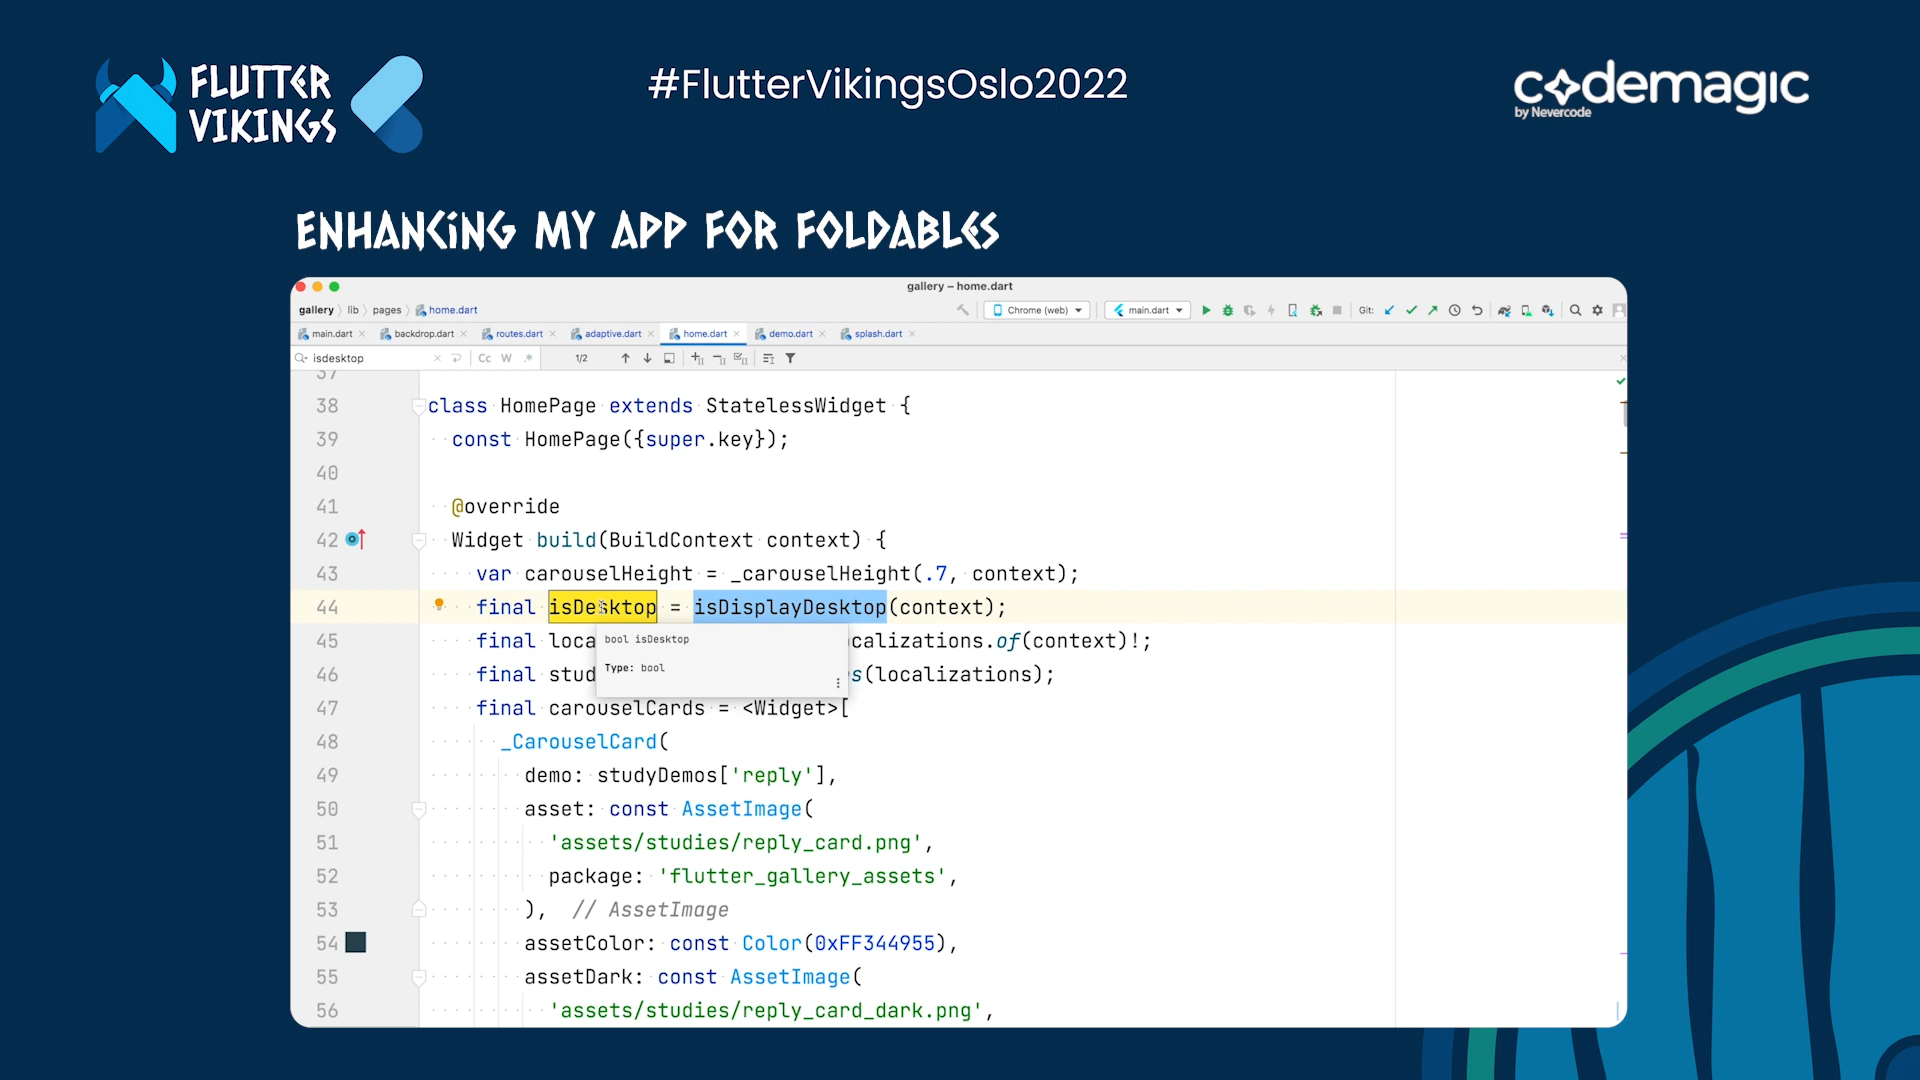 FLUTTER
VIKINGS
#FlutterVikingsOslo2022
codemagic
by Nevercode
ENHANCING MY APP FOR FOLDABLES
gallery – home.dart
gallery lib pages home.dart
Chrome (web) main.dart Git:
main.dart backdrop.dart routes.dart adaptive.dart home.dart demo.dart splash.dart
isdesktop Cc W .* 1/2
37
38 class HomePage extends StatelessWidget {
39 const HomePage({super.key});
40
41 @override
42 Widget build(BuildContext context) {
43 var carouselHeight = _carouselHeight(.7, context);
44 final isDesktop = isDisplayDesktop(context);
45 final loca calizations.of(context)!;
bool isDesktop
Type: bool
46 final stud s(localizations);
47 final carouselCards = <Widget>[
48 _CarouselCard(
49 demo: studyDemos['reply'],
50 asset: const AssetImage(
51 'assets/studies/reply_card.png',
52 package: 'flutter_gallery_assets',
53 ), // AssetImage
54 assetColor: const Color(0xFF344955),
55 assetDark: const AssetImage(
56 'assets/studies/reply_card_dark.png',